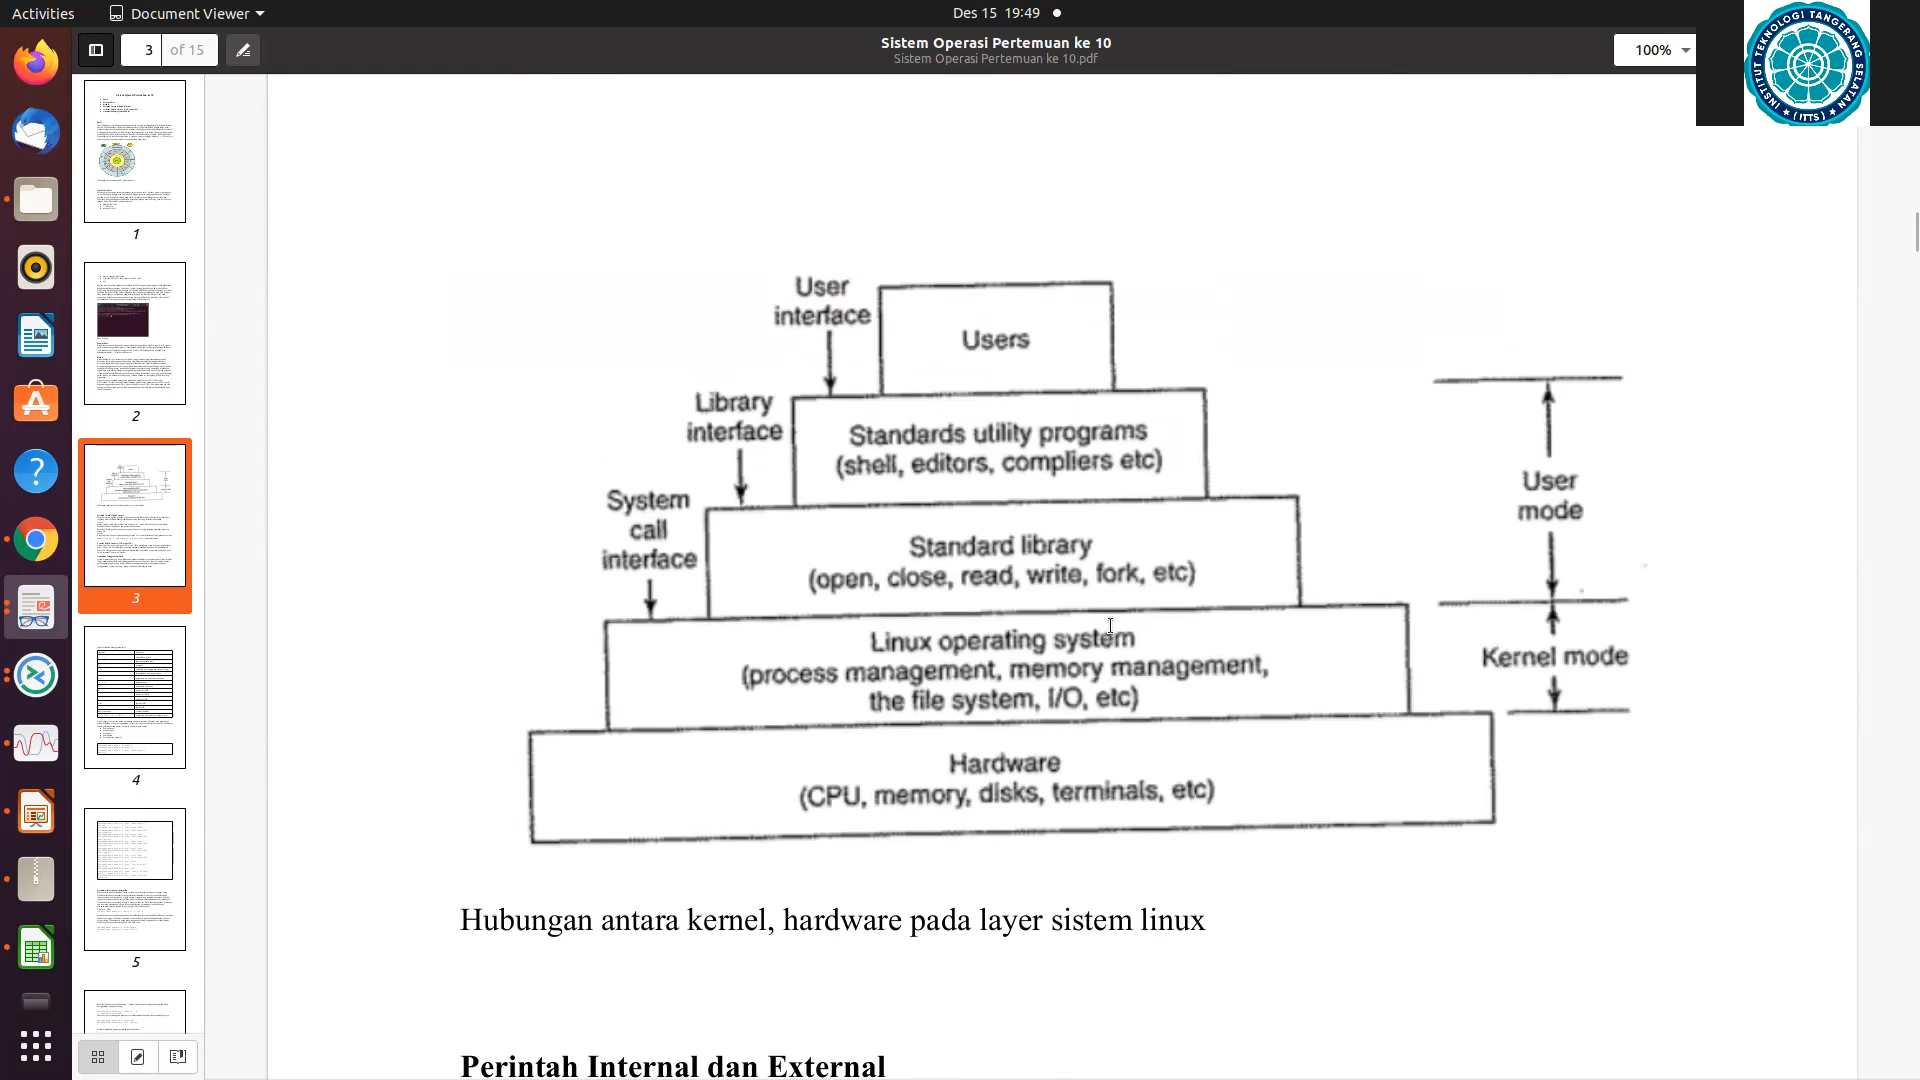 Activities
Document Viewer
Des 15 19:49
3
of 15
Sistem Operasi Pertemuan ke 10
Sistem Operasi Pertemuan ke 10.pdf
100%
INSTITUT TEKNOLOGI TANGERANG SELATAN
(ITTS)
1
2
3
4
5
User
interface
Users
Library
interface
Standards utility programs
(shell, editors, compliers etc)
System
call
interface
Standard library
(open, close, read, write, fork, etc)
User
mode
Linux operating system
(process management, memory management,
the file system, I/O, etc)
Kernel mode
Hardware
(CPU, memory, disks, terminals, etc)
Hubungan antara kernel, hardware pada layer sistem linux
Perintah Internal dan External